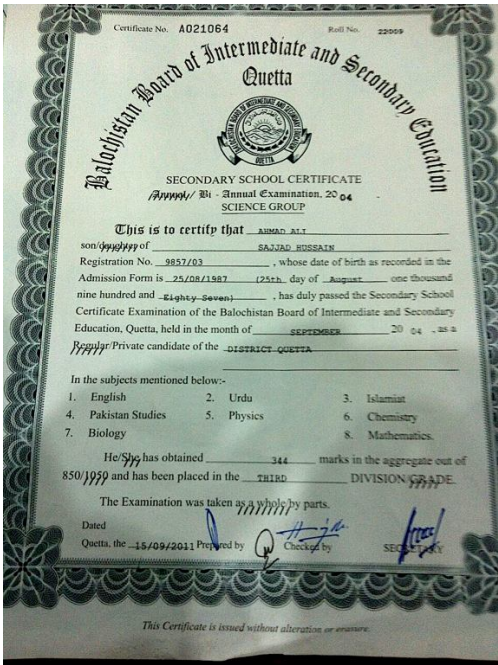 Certificate No. A021064 Roll No. 22009
Balochistan Board of Intermediate and Secondary Education
Quetta
BALOCHISTAN BOARD OF INTERMEDIATE AND SECONDARY EDUCATION
QUETTA
SECONDARY SCHOOL CERTIFICATE
Annual/ Bi - Annual Examination, 20 04 .
SCIENCE GROUP
This is to certify that AHMAD ALI
son/daughter of SAJJAD HUSSAIN
Registration No. 9857/03 , whose date of birth as recorded in the
Admission Form is 25/08/1987 (25th day of August one thousand
nine hundred and Eighty Seven) , has duly passed the Secondary School
Certificate Examination of the Balochistan Board of Intermediate and Secondary
Education, Quetta, held in the month of SEPTEMBER 20 04 , as a
Regular/Private candidate of the DISTRICT QUETTA
In the subjects mentioned below:-
1. English 2. Urdu 3. Islamiat
4. Pakistan Studies 5. Physics 6. Chemistry
7. Biology 8. Mathematics.
He/She has obtained 344 marks in the aggregate out of
850/1050 and has been placed in the THIRD DIVISION/GRADE.
The Examination was taken as a whole/by parts.
Dated
Quetta, the 15/09/2011 Prepared by Checked by SECRETARY
This Certificate is issued without alteration or erasure.